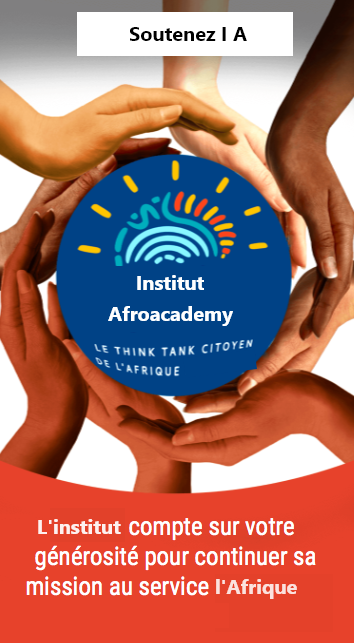 Soutenez I A
Institut
Afroacademy
LE THINK TANK CITOYEN
DE L'AFRIQUE
L'institut compte sur votre
générosité pour continuer sa
mission au service l'Afrique